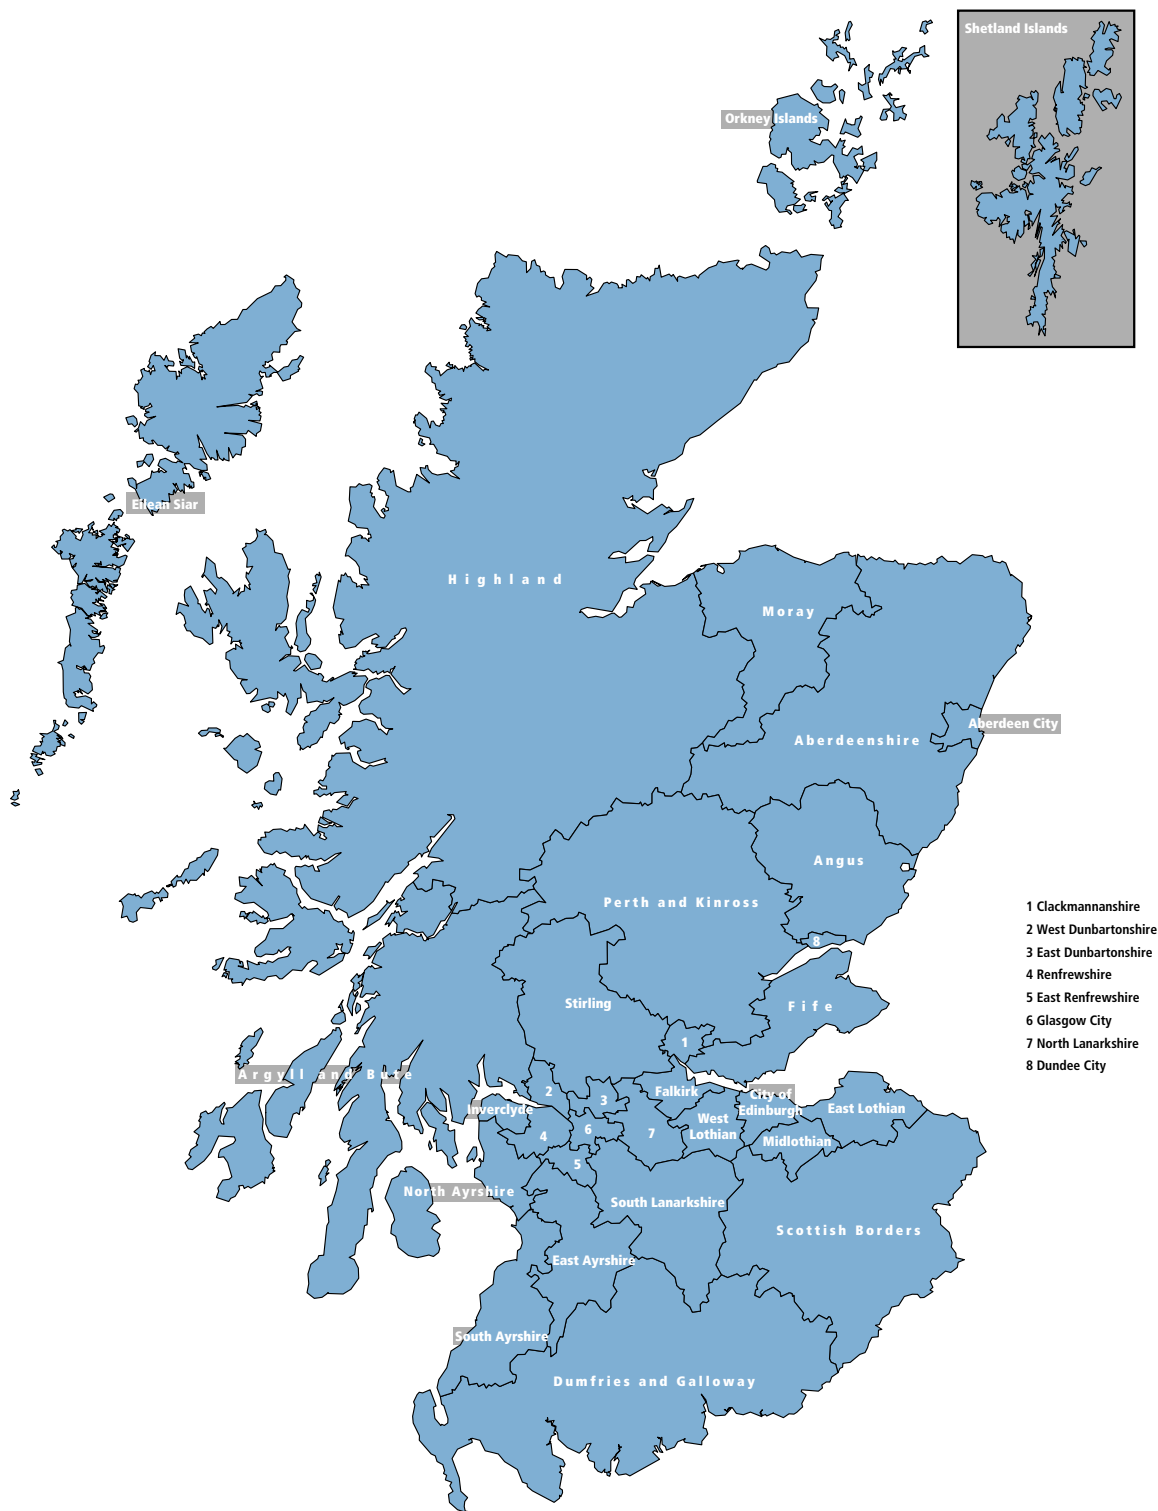 Shetland Islands
Orkney Islands
Eilean Siar
Highland
Moray
Aberdeen City
Aberdeenshire
Angus
Perth and Kinross
8
Stirling
Fife
1
Argyll and Bute
2
Falkirk
City of
Edinburgh
3
Inverclyde
East Lothian
West
Lothian
4
6
7
Midlothian
5
North Ayrshire
South Lanarkshire
Scottish Borders
East Ayrshire
South Ayrshire
Dumfries and Galloway
1 Clackmannanshire
2 West Dunbartonshire
3 East Dunbartonshire
4 Renfrewshire
5 East Renfrewshire
6 Glasgow City
7 North Lanarkshire
8 Dundee City